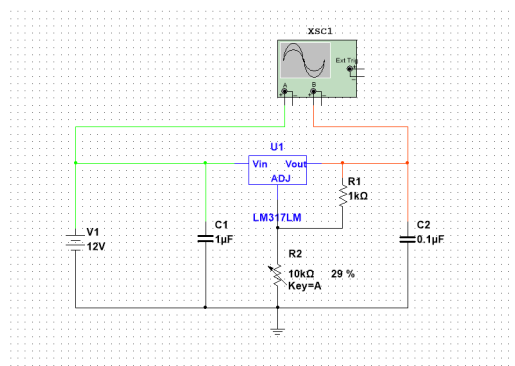 XSC1
Ext Trig
+
-
A
B
+ -
+ -
U1
Vin Vout
ADJ
LM317LM
R1
1kΩ
V1
12V
C1
1µF
C2
0.1µF
R2
10kΩ 29 %
Key=A